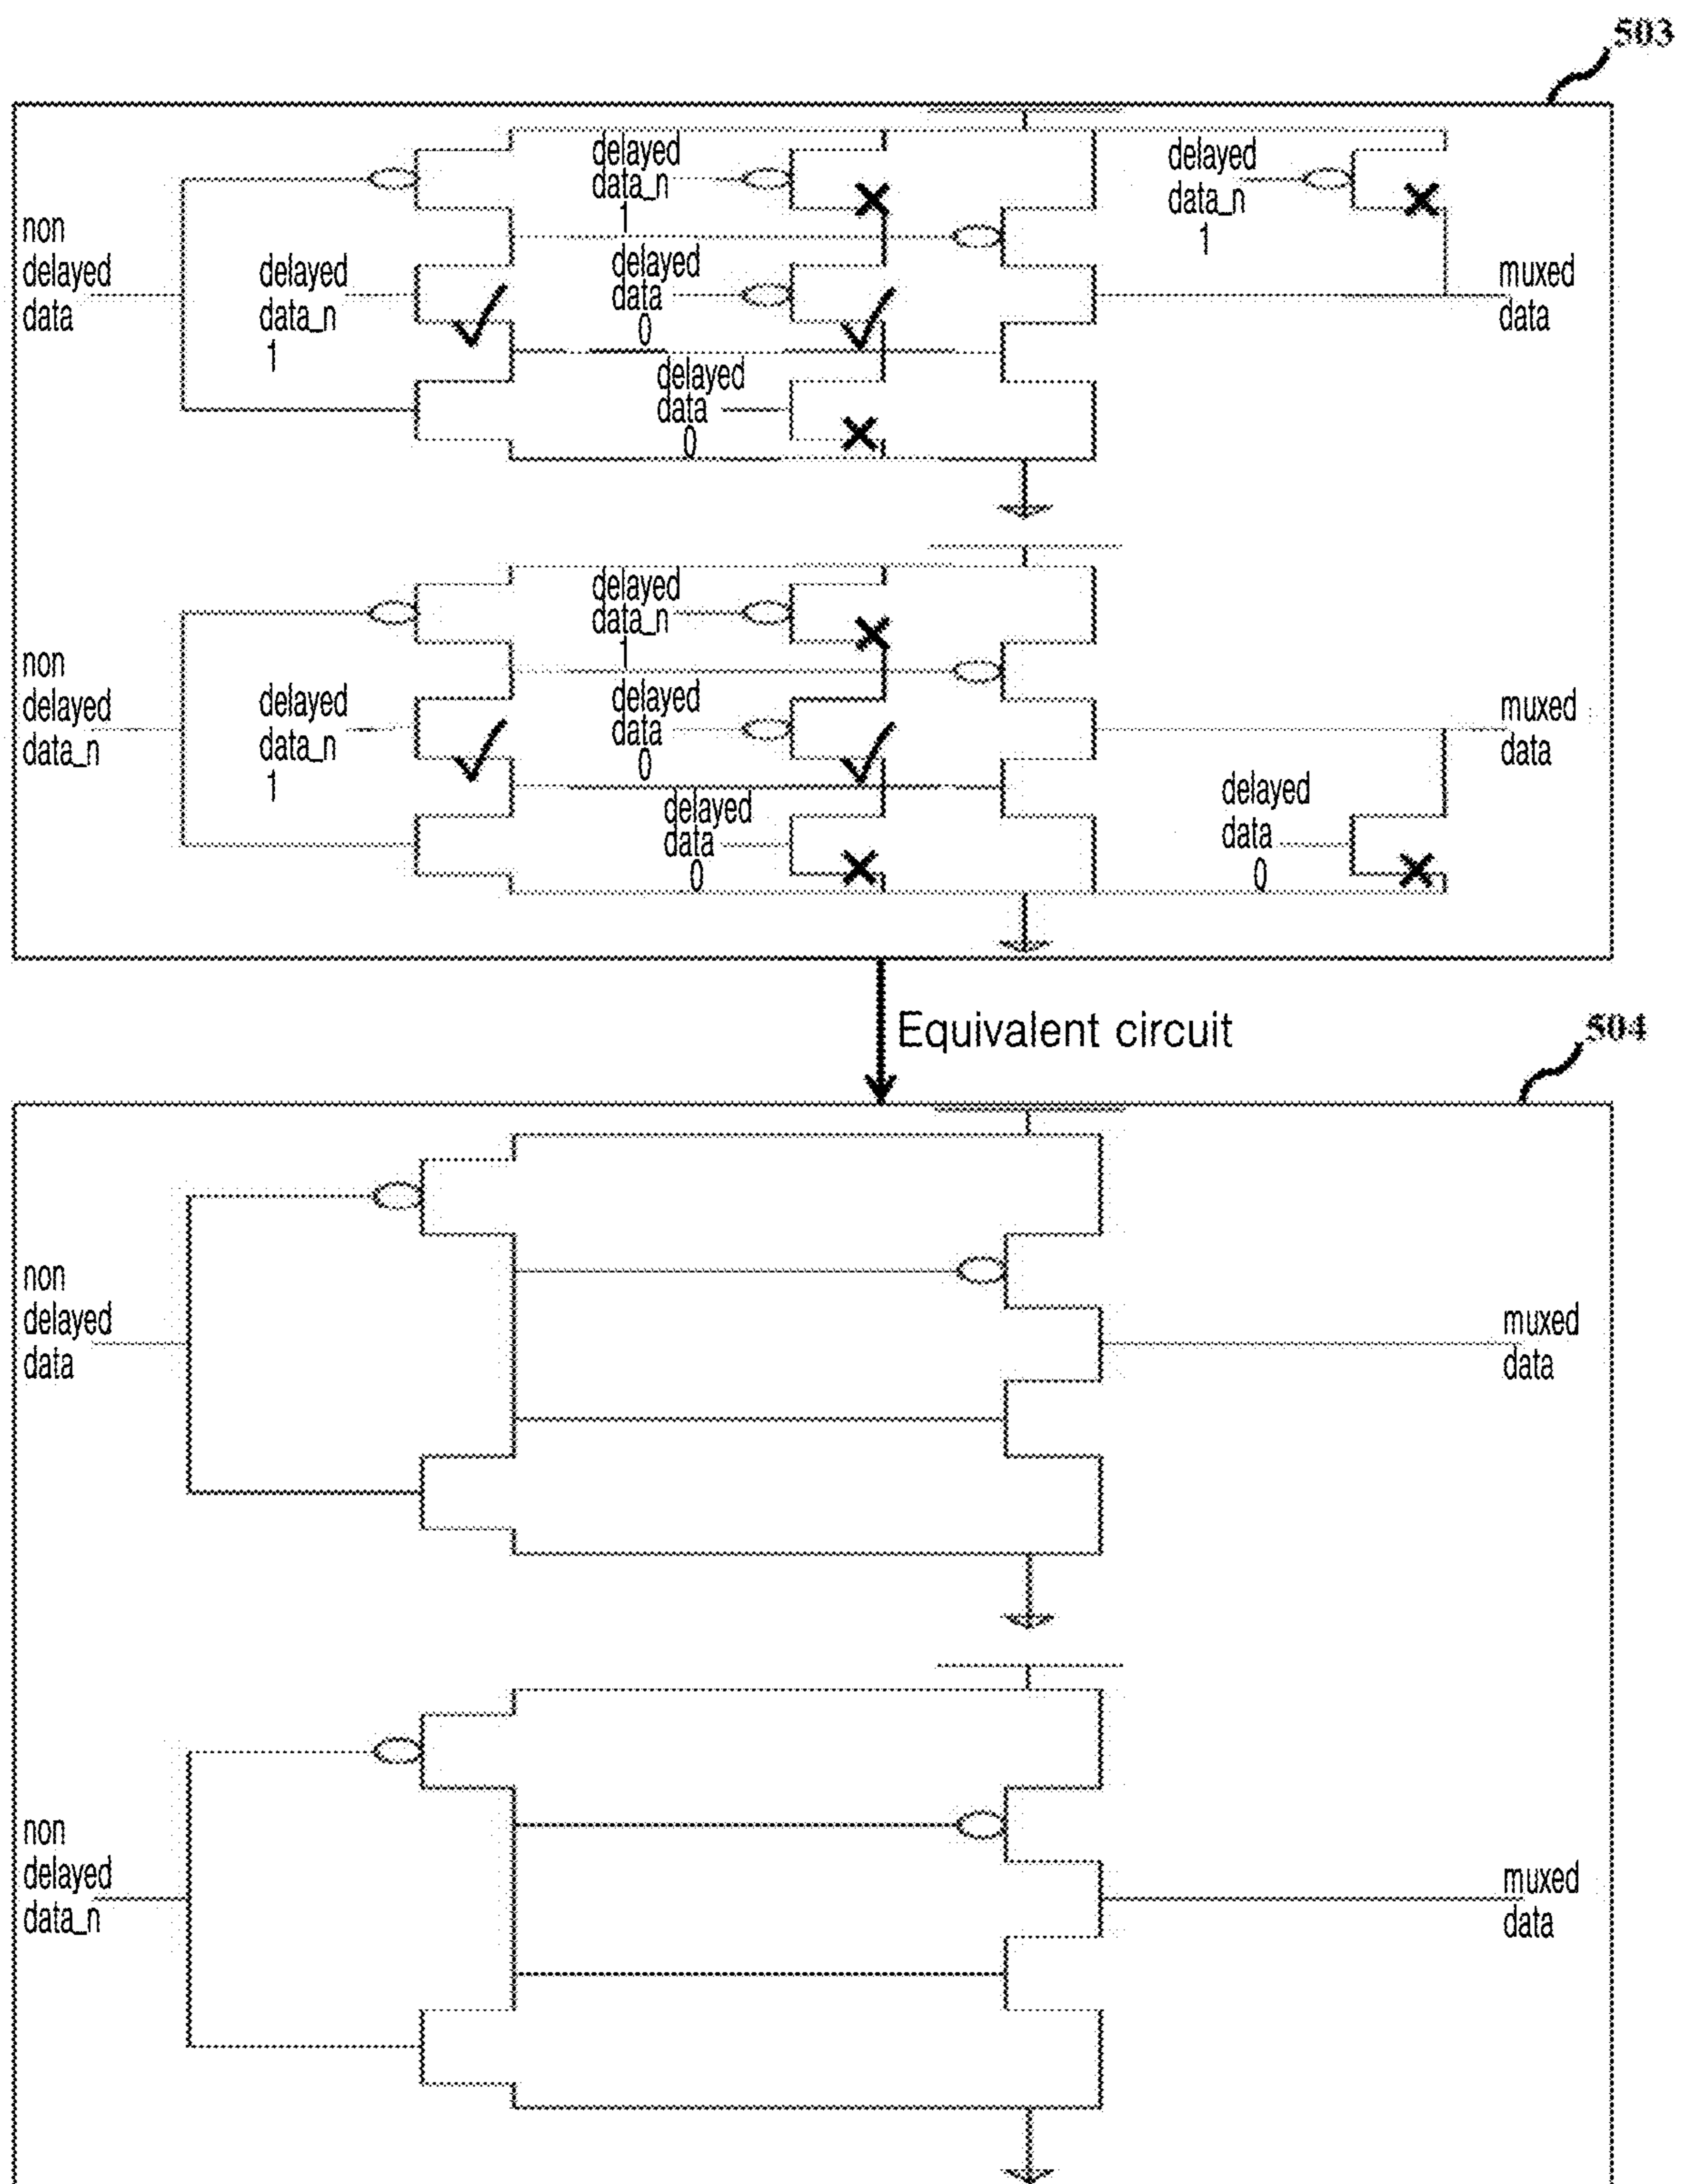 503
delayed
data_n
1
delayed
data_n
1
non
delayed
data
delayed
data_n
1
delayed
data
0
muxed
data
delayed
data
0
delayed
data_n
1
non
delayed
data_n
delayed
data_n
1
delayed
data
0
muxed
data
delayed
data
0
delayed
data
0
Equivalent circuit
504
non
delayed
data
muxed
data
non
delayed
data_n
muxed
data